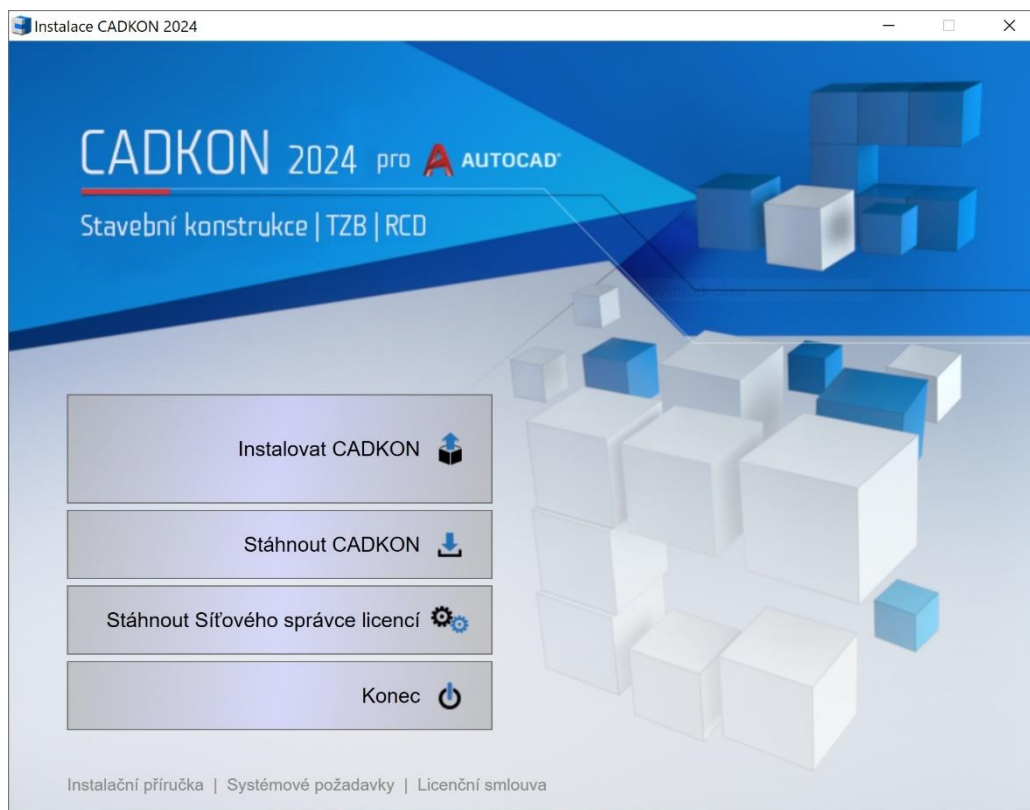 Instalace CADKON 2024
CADKON 2024 pro AUTOCAD®
Stavební konstrukce | TZB | RCD
Instalovat CADKON
Stáhnout CADKON
Stáhnout Síťového správce licencí
Konec
Instalační příručka | Systémové požadavky | Licenční smlouva